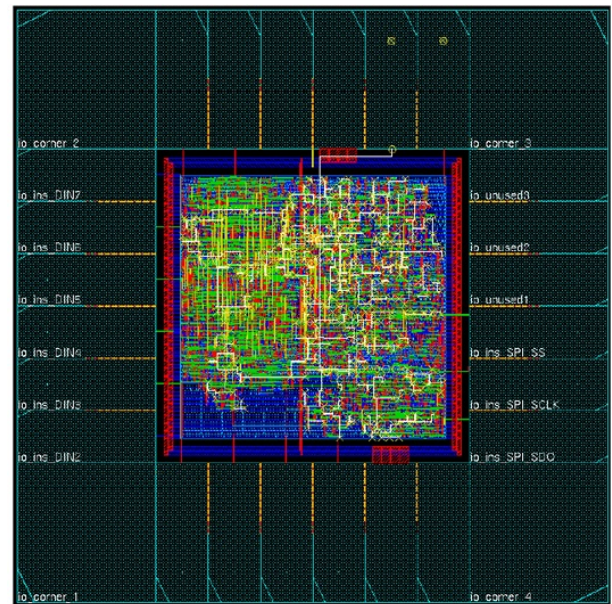 io_corner_2
io_corner_3
io_ins_DIN7
io_unused3
io_ins_DIN6
io_unused2
io_ins_DIN5
io_unused1
io_ins_DIN4
io_ins_SPI_SS
io_ins_DIN3
io_ins_SPI_SCLK
io_ins_DIN2
io_ins_SPI_SDO
io_corner_1
io_corner_4